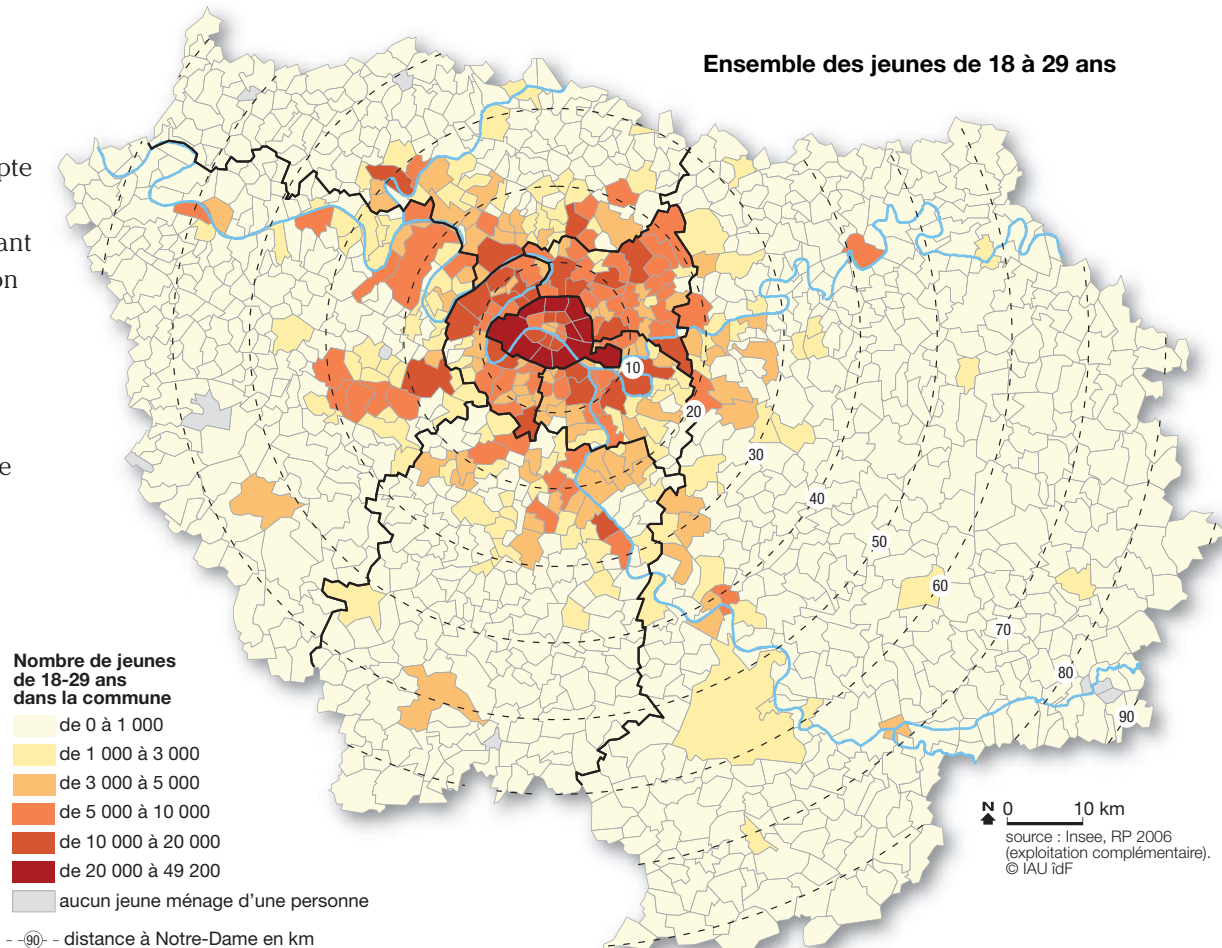 Ensemble des jeunes de 18 à 29 ans
pte
ant
on
e
10
20
30
40
50
60
70
80
90
Nombre de jeunes
de 18-29 ans
dans la commune
de 0 à 1 000
de 1 000 à 3 000
de 3 000 à 5 000
de 5 000 à 10 000
de 10 000 à 20 000
de 20 000 à 49 200
aucun jeune ménage d'une personne
90 distance à Notre-Dame en km
N 0 10 km
source : Insee, RP 2006
(exploitation complémentaire).
© IAU îdF